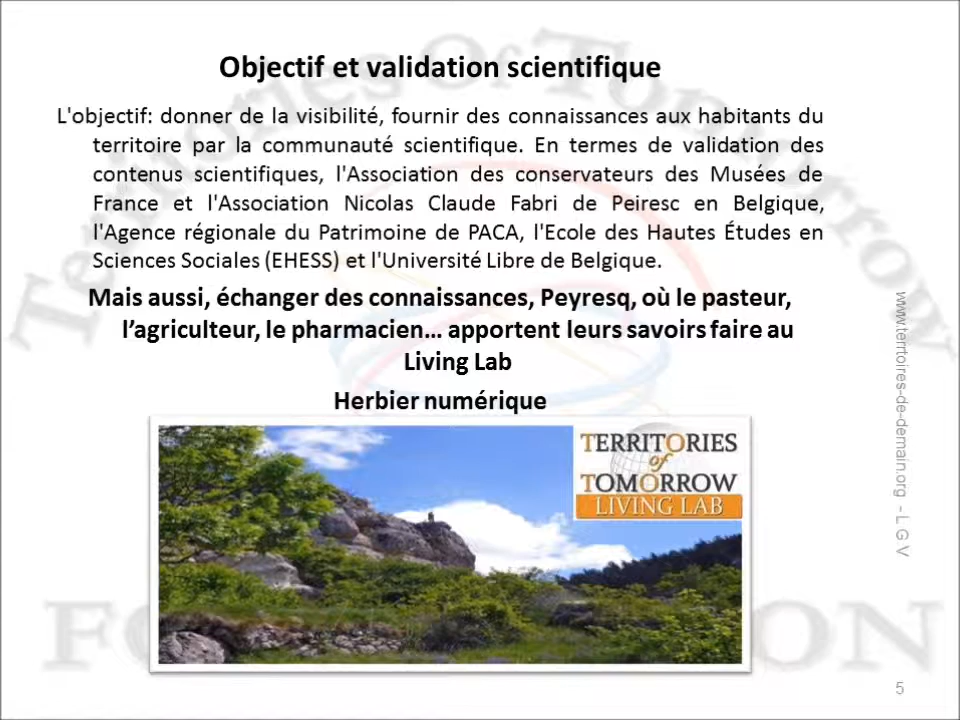 Objectif et validation scientifique
L'objectif: donner de la visibilité, fournir des connaissances aux habitants du
territoire par la communauté scientifique. En termes de validation des
contenus scientifiques, l'Association des conservateurs des Musées de
France et l'Association Nicolas Claude Fabri de Peiresc en Belgique,
l'Agence régionale du Patrimoine de PACA, l'Ecole des Hautes Études en
Sciences Sociales (EHESS) et l'Université Libre de Belgique.
Mais aussi, échanger des connaissances, Peyresq, où le pasteur,
l’agriculteur, le pharmacien… apportent leurs savoirs faire au
Living Lab
Herbier numérique
TERRITORIES
of
TOMORROW
LIVING LAB
www.territoires-de-demain.org - L G V
Territories Of Tomorrow
5